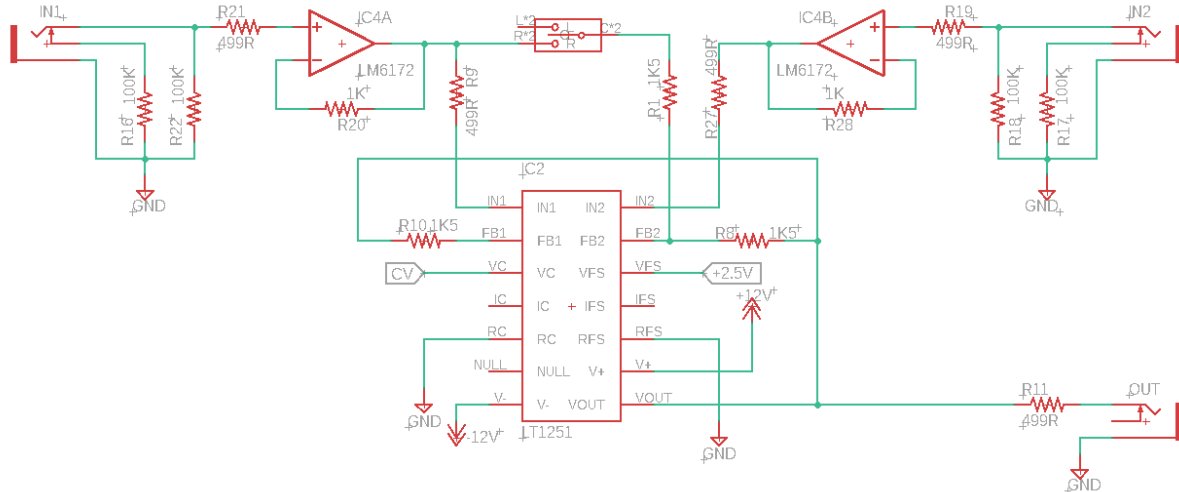 IN1
R21
499R
IC4A
LM6172
1K
R20
100K
R16
100K
R22
GND
L*2
R*2
L
R
C*2
R9
499R
1K5
R1
499R
R27
IC4B
LM6172
1K
R28
R19
499R
IN2
100K
R18
100K
R17
GND
IC2
IN1 IN1 IN2 IN2
R10 1K5 FB1 FB1 FB2 FB2 R8 1K5
CV VC VC VFS VFS +2.5V
+12V
IC IC IFS IFS
RC RC RFS RFS
NULL NULL V+ V+
V- V- VOUT VOUT
GND
-12V
LT1251
GND
R11
499R
OUT
GND